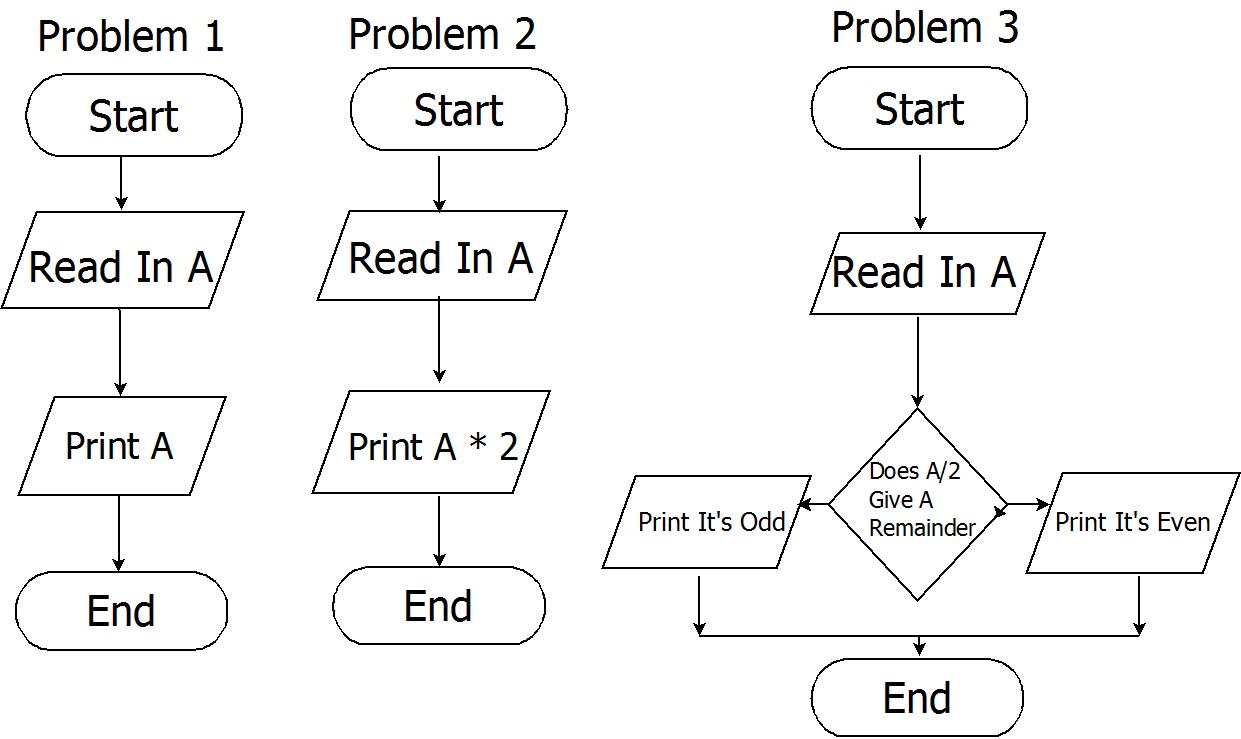 Problem 1
Start
Read In A
Print A
End
Problem 2
Start
Read In A
Print A * 2
End
Problem 3
Start
Read In A
Does A/2
Give A
Remainder
Print It's Odd
Print It's Even
End